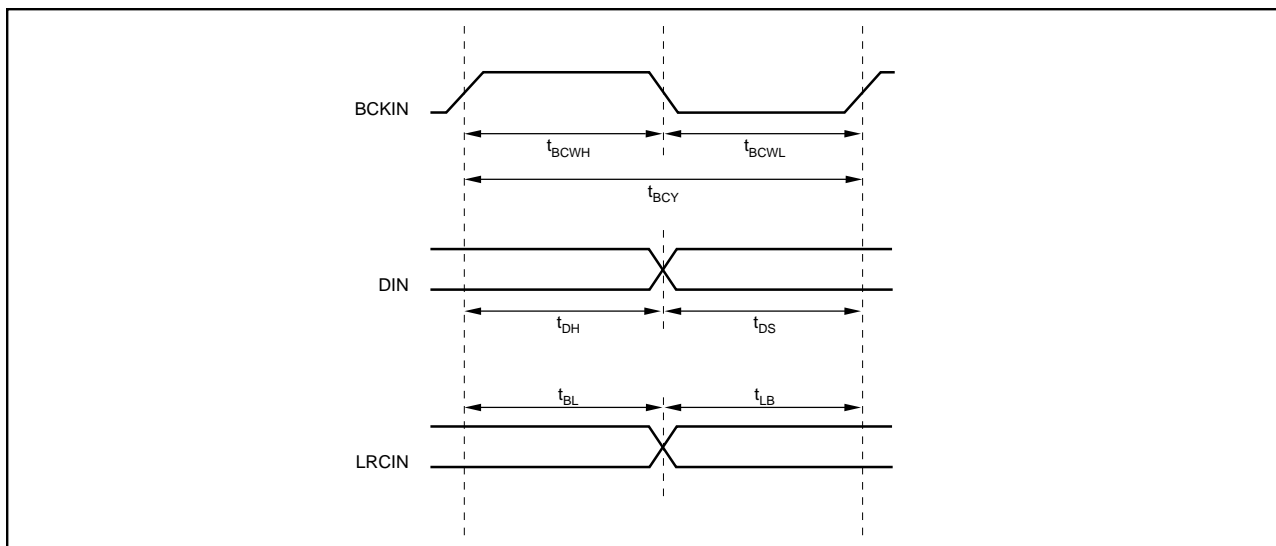 BCKIN
tBCWH tBCWL
tBCY
DIN
tDH tDS
tBL tLB
LRCIN